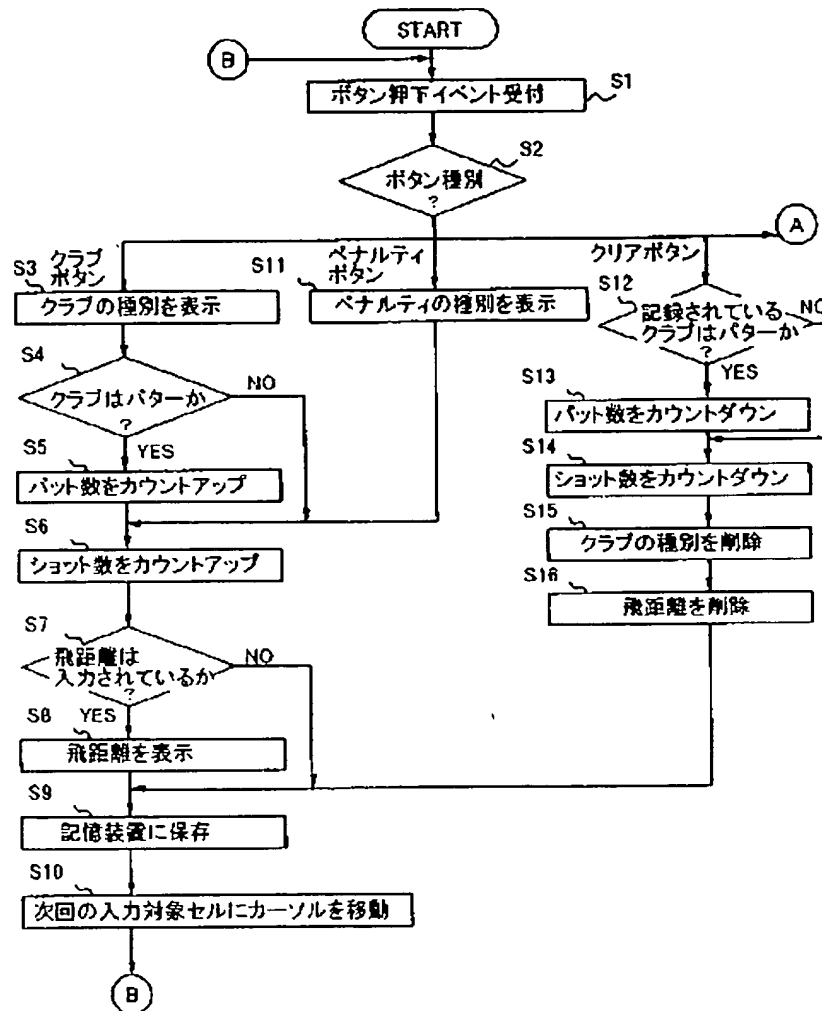 START
B
S1
ボタン押下イベント受付
S2
ボタン種別
?
A
クラブ
ボタン
ペナルティ
ボタン
クリアボタン
S3
クラブの種別を表示
S11
ペナルティの種別を表示
S12
記録されている
クラブはパターか
?
NO
YES
S4
クラブはパターか
?
NO
YES
S13
パット数をカウントダウン
S5
パット数をカウントアップ
S14
ショット数をカウントダウン
S6
ショット数をカウントアップ
S15
クラブの種別を削除
S16
飛距離を削除
S7
飛距離は
入力されているか
?
NO
YES
S8
飛距離を表示
S9
記憶装置に保存
S10
次回の入力対象セルにカーソルを移動
B